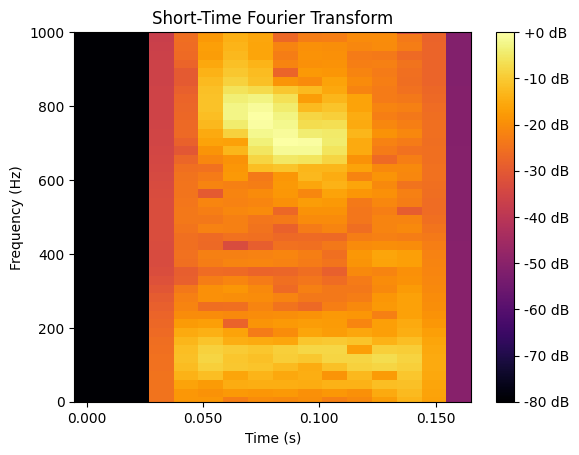 Short-Time Fourier Transform
1000
800
600
400
200
0
Frequency (Hz)
0.000
0.050
0.100
0.150
Time (s)
+0 dB
-10 dB
-20 dB
-30 dB
-40 dB
-50 dB
-60 dB
-70 dB
-80 dB